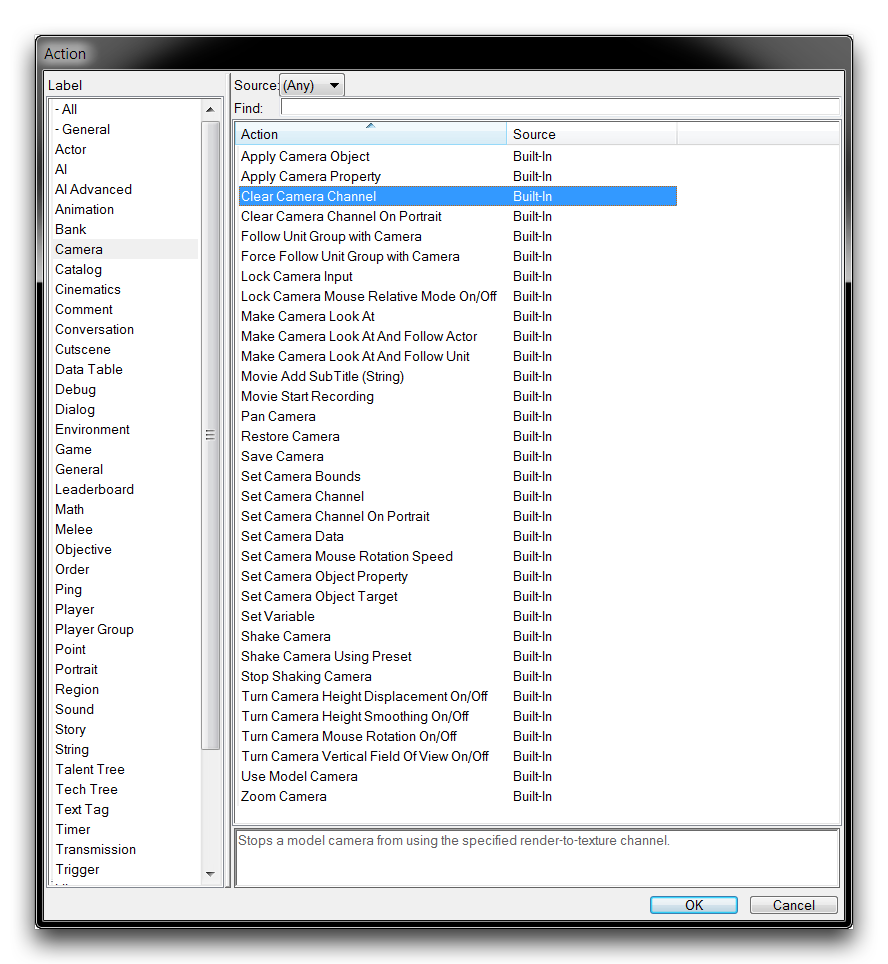 Action
Label
- All
- General
Actor
AI
AI Advanced
Animation
Bank
Camera
Catalog
Cinematics
Comment
Conversation
Cutscene
Data Table
Debug
Dialog
Environment
Game
General
Leaderboard
Math
Melee
Objective
Order
Ping
Player
Player Group
Point
Portrait
Region
Sound
Story
String
Talent Tree
Tech Tree
Text Tag
Timer
Transmission
Trigger
Source: (Any)
Find:
Action Source
Apply Camera Object Built-In
Apply Camera Property Built-In
Clear Camera Channel Built-In
Clear Camera Channel On Portrait Built-In
Follow Unit Group with Camera Built-In
Force Follow Unit Group with Camera Built-In
Lock Camera Input Built-In
Lock Camera Mouse Relative Mode On/Off Built-In
Make Camera Look At Built-In
Make Camera Look At And Follow Actor Built-In
Make Camera Look At And Follow Unit Built-In
Movie Add SubTitle (String) Built-In
Movie Start Recording Built-In
Pan Camera Built-In
Restore Camera Built-In
Save Camera Built-In
Set Camera Bounds Built-In
Set Camera Channel Built-In
Set Camera Channel On Portrait Built-In
Set Camera Data Built-In
Set Camera Mouse Rotation Speed Built-In
Set Camera Object Property Built-In
Set Camera Object Target Built-In
Set Variable Built-In
Shake Camera Built-In
Shake Camera Using Preset Built-In
Stop Shaking Camera Built-In
Turn Camera Height Displacement On/Off Built-In
Turn Camera Height Smoothing On/Off Built-In
Turn Camera Mouse Rotation On/Off Built-In
Turn Camera Vertical Field Of View On/Off Built-In
Use Model Camera Built-In
Zoom Camera Built-In
Stops a model camera from using the specified render-to-texture channel.
OK Cancel